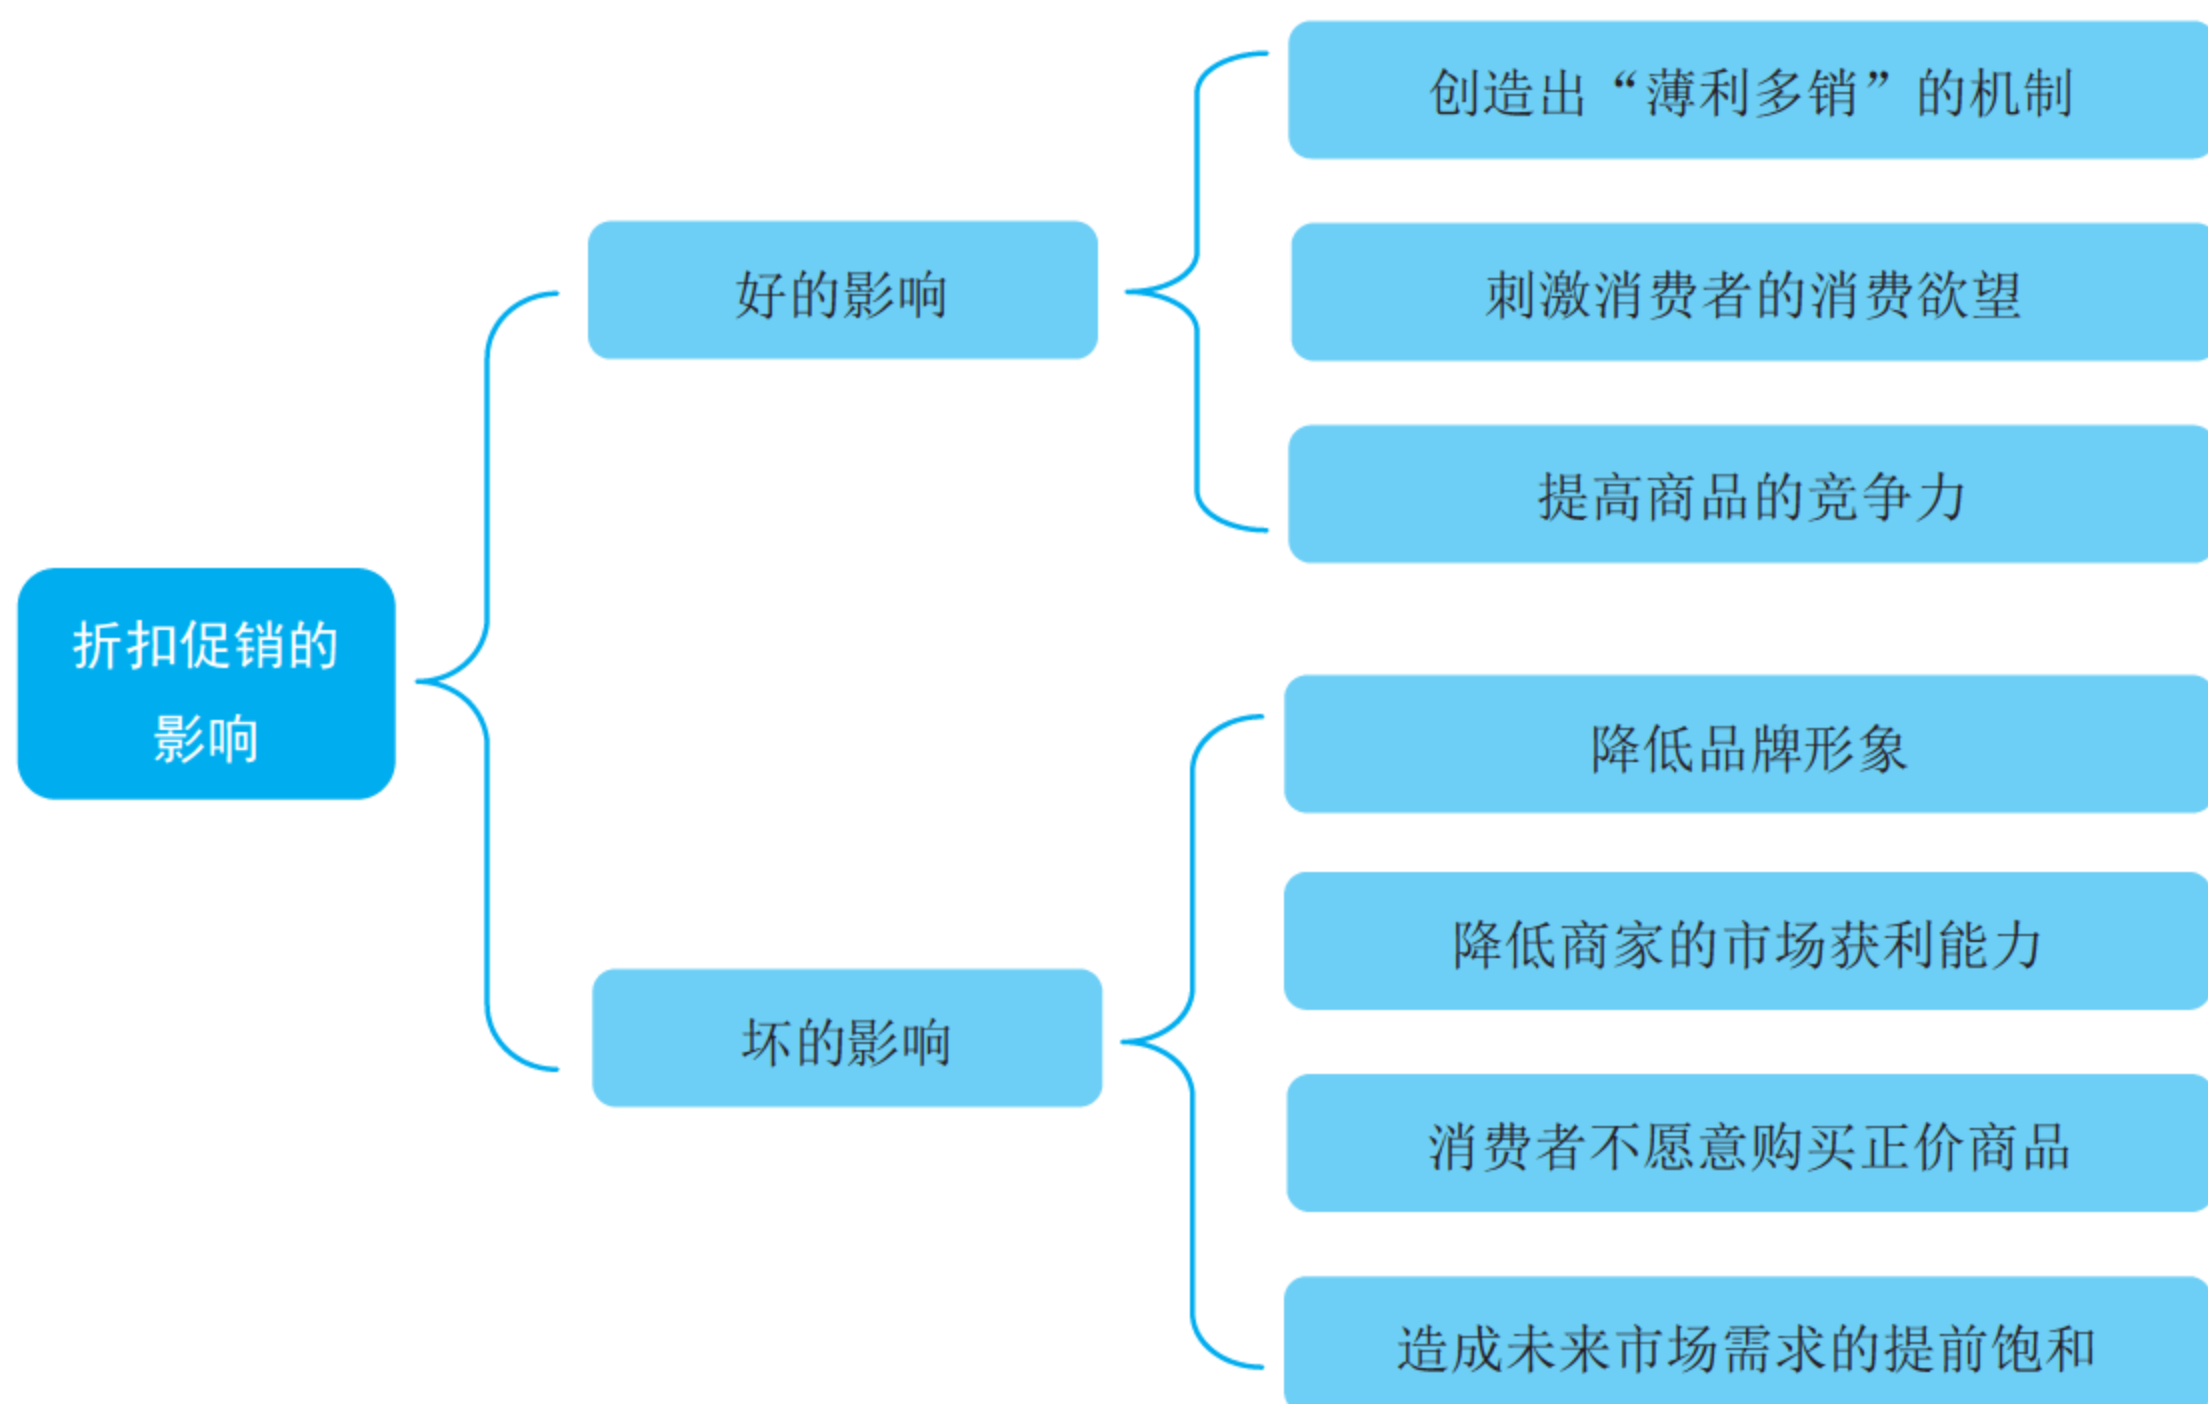 折扣促销的
影响
好的影响
创造出“薄利多销”的机制
刺激消费者的消费欲望
提高商品的竞争力
坏的影响
降低品牌形象
降低商家的市场获利能力
消费者不愿意购买正价商品
造成未来市场需求的提前饱和